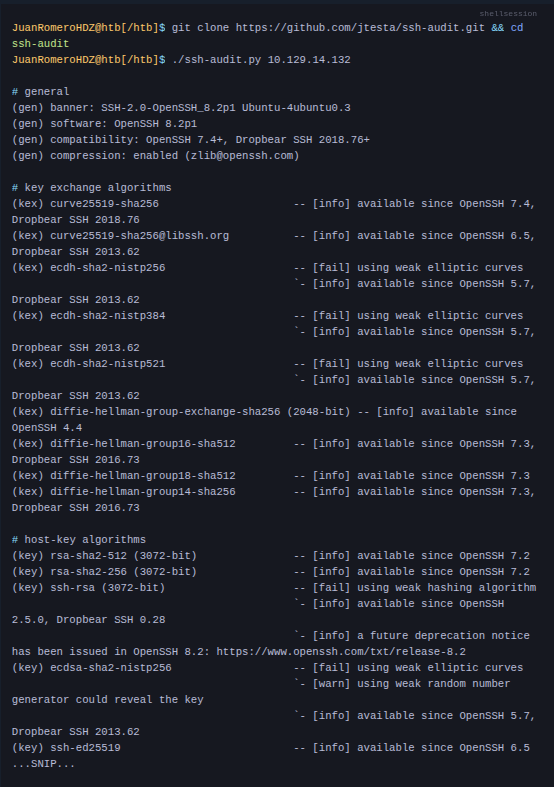 shellsession
JuanRomeroHDZ@htb[/htb]$ git clone https://github.com/jtesta/ssh-audit.git && cd
ssh-audit
JuanRomeroHDZ@htb[/htb]$ ./ssh-audit.py 10.129.14.132

# general
(gen) banner: SSH-2.0-OpenSSH_8.2p1 Ubuntu-4ubuntu0.3
(gen) software: OpenSSH 8.2p1
(gen) compatibility: OpenSSH 7.4+, Dropbear SSH 2018.76+
(gen) compression: enabled (zlib@openssh.com)

# key exchange algorithms
(kex) curve25519-sha256                     -- [info] available since OpenSSH 7.4,
Dropbear SSH 2018.76
(kex) curve25519-sha256@libssh.org          -- [info] available since OpenSSH 6.5,
Dropbear SSH 2013.62
(kex) ecdh-sha2-nistp256                    -- [fail] using weak elliptic curves
                                            `- [info] available since OpenSSH 5.7,
Dropbear SSH 2013.62
(kex) ecdh-sha2-nistp384                    -- [fail] using weak elliptic curves
                                            `- [info] available since OpenSSH 5.7,
Dropbear SSH 2013.62
(kex) ecdh-sha2-nistp521                    -- [fail] using weak elliptic curves
                                            `- [info] available since OpenSSH 5.7,
Dropbear SSH 2013.62
(kex) diffie-hellman-group-exchange-sha256 (2048-bit) -- [info] available since
OpenSSH 4.4
(kex) diffie-hellman-group16-sha512         -- [info] available since OpenSSH 7.3,
Dropbear SSH 2016.73
(kex) diffie-hellman-group18-sha512         -- [info] available since OpenSSH 7.3
(kex) diffie-hellman-group14-sha256         -- [info] available since OpenSSH 7.3,
Dropbear SSH 2016.73

# host-key algorithms
(key) rsa-sha2-512 (3072-bit)               -- [info] available since OpenSSH 7.2
(key) rsa-sha2-256 (3072-bit)               -- [info] available since OpenSSH 7.2
(key) ssh-rsa (3072-bit)                    -- [fail] using weak hashing algorithm
                                            `- [info] available since OpenSSH
2.5.0, Dropbear SSH 0.28
                                            `- [info] a future deprecation notice
has been issued in OpenSSH 8.2: https://www.openssh.com/txt/release-8.2
(key) ecdsa-sha2-nistp256                   -- [fail] using weak elliptic curves
                                            `- [warn] using weak random number
generator could reveal the key
                                            `- [info] available since OpenSSH 5.7,
Dropbear SSH 2013.62
(key) ssh-ed25519                           -- [info] available since OpenSSH 6.5
...SNIP...